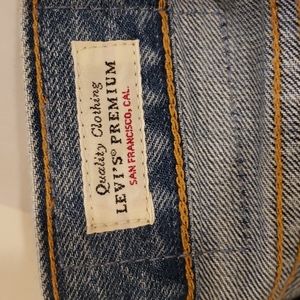 Quality Clothing
LEVI'S® PREMIUM
SAN FRANCISCO, CAL.